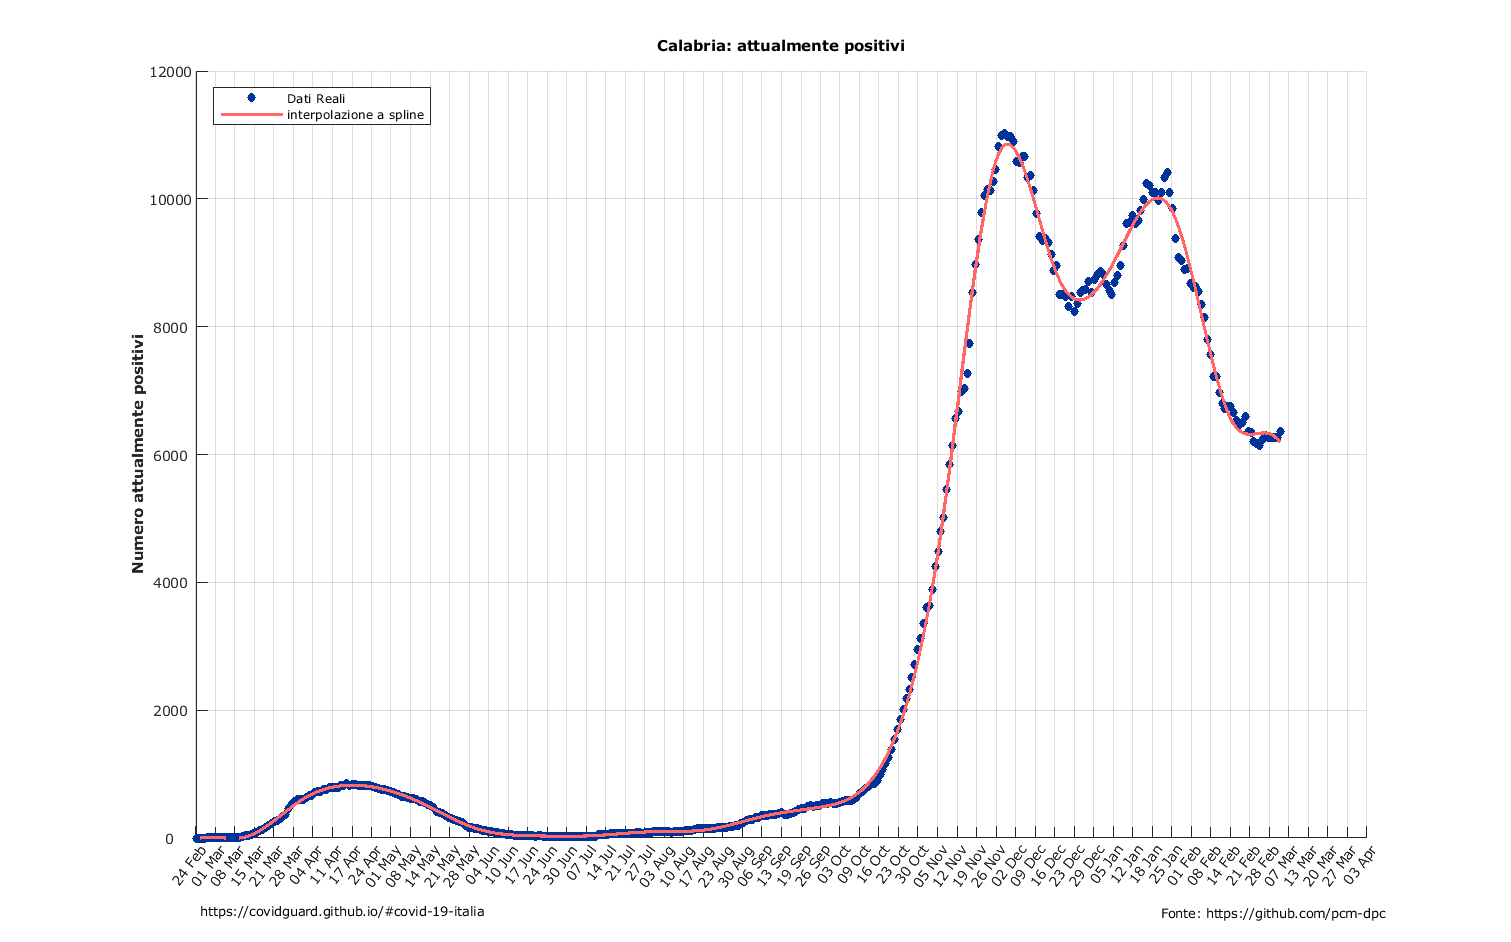 Calabria: attualmente positivi
12000
10000
8000
6000
4000
2000
0
Numero attualmente positivi
Dati Reali
interpolazione a spline
24 Feb
01 Mar
08 Mar
15 Mar
21 Mar
28 Mar
04 Apr
11 Apr
17 Apr
24 Apr
01 May
08 May
14 May
21 May
28 May
04 Jun
10 Jun
17 Jun
24 Jun
30 Jun
07 Jul
14 Jul
21 Jul
27 Jul
03 Aug
10 Aug
17 Aug
23 Aug
30 Aug
06 Sep
13 Sep
19 Sep
26 Sep
03 Oct
09 Oct
16 Oct
23 Oct
30 Oct
05 Nov
12 Nov
19 Nov
26 Nov
02 Dec
09 Dec
16 Dec
23 Dec
29 Dec
05 Jan
12 Jan
18 Jan
25 Jan
01 Feb
08 Feb
14 Feb
21 Feb
28 Feb
07 Mar
13 Mar
20 Mar
27 Mar
03 Apr
https://covidguard.github.io/#covid-19-italia
Fonte: https://github.com/pcm-dpc